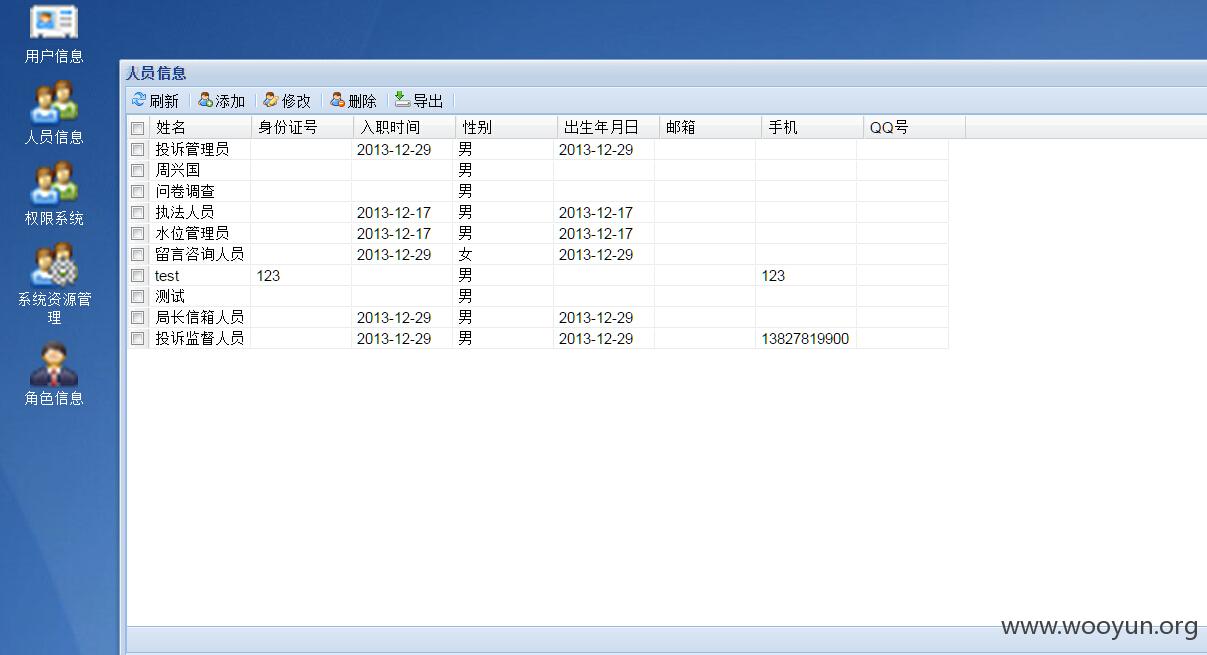 用户信息
人员信息
权限系统
系统资源管
理
角色信息
人员信息
刷新 添加 修改 删除 导出
姓名 身份证号 入职时间 性别 出生年月日 邮箱 手机 QQ号
投诉管理员 2013-12-29 男 2013-12-29
周兴国 男
问卷调查 男
执法人员 2013-12-17 男 2013-12-17
水位管理员 2013-12-17 男 2013-12-17
留言咨询人员 2013-12-29 女 2013-12-29
test 123 男 123
测试 男
局长信箱人员 2013-12-29 男 2013-12-29
投诉监督人员 2013-12-29 男 2013-12-29 13827819900
www.wooyun.org